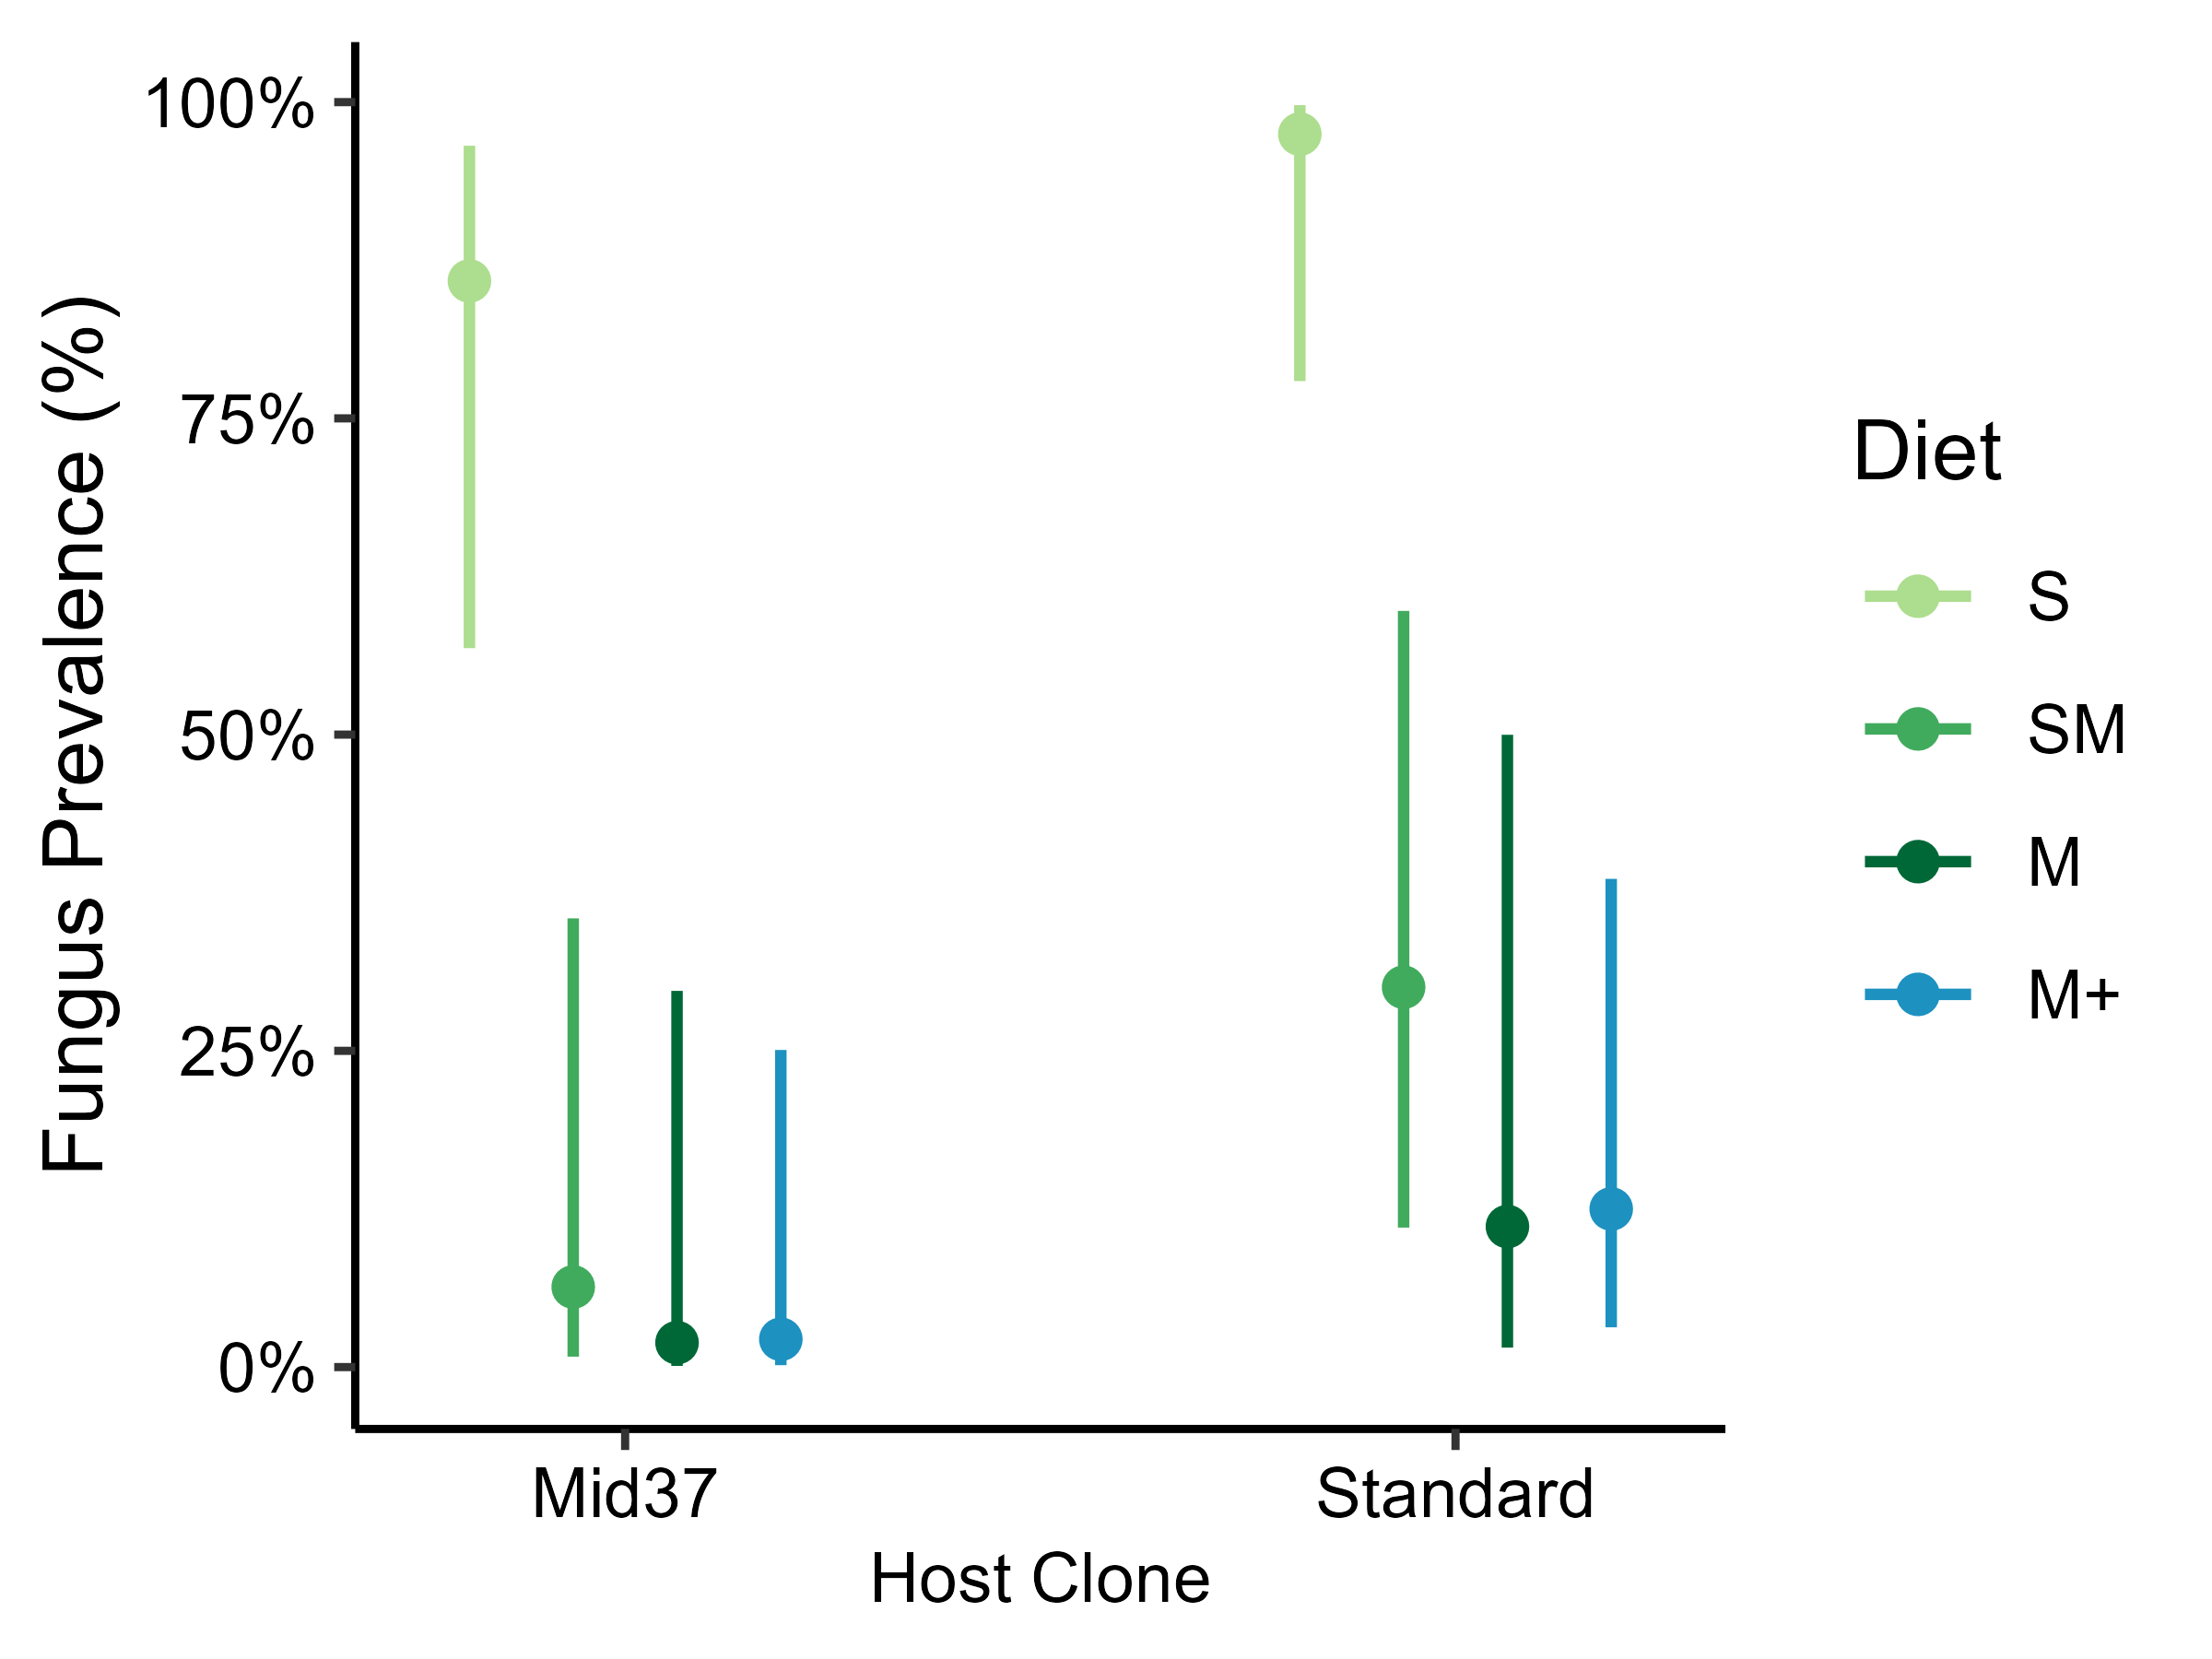 Fungus Prevalence (%)
100%
75%
50%
25%
0%
Mid37
Standard
Host Clone
Diet
S
SM
M
M+